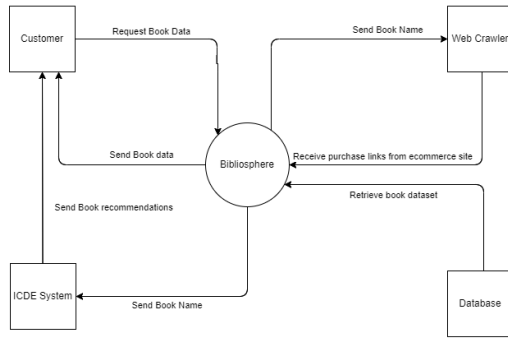 Request Book Data
Send Book Name
Customer
Web Crawler
Send Book data
Bibliosphere
Receive purchase links from ecommerce site
Retrieve book dataset
Send Book recommendations
ICDE System
Send Book Name
Database